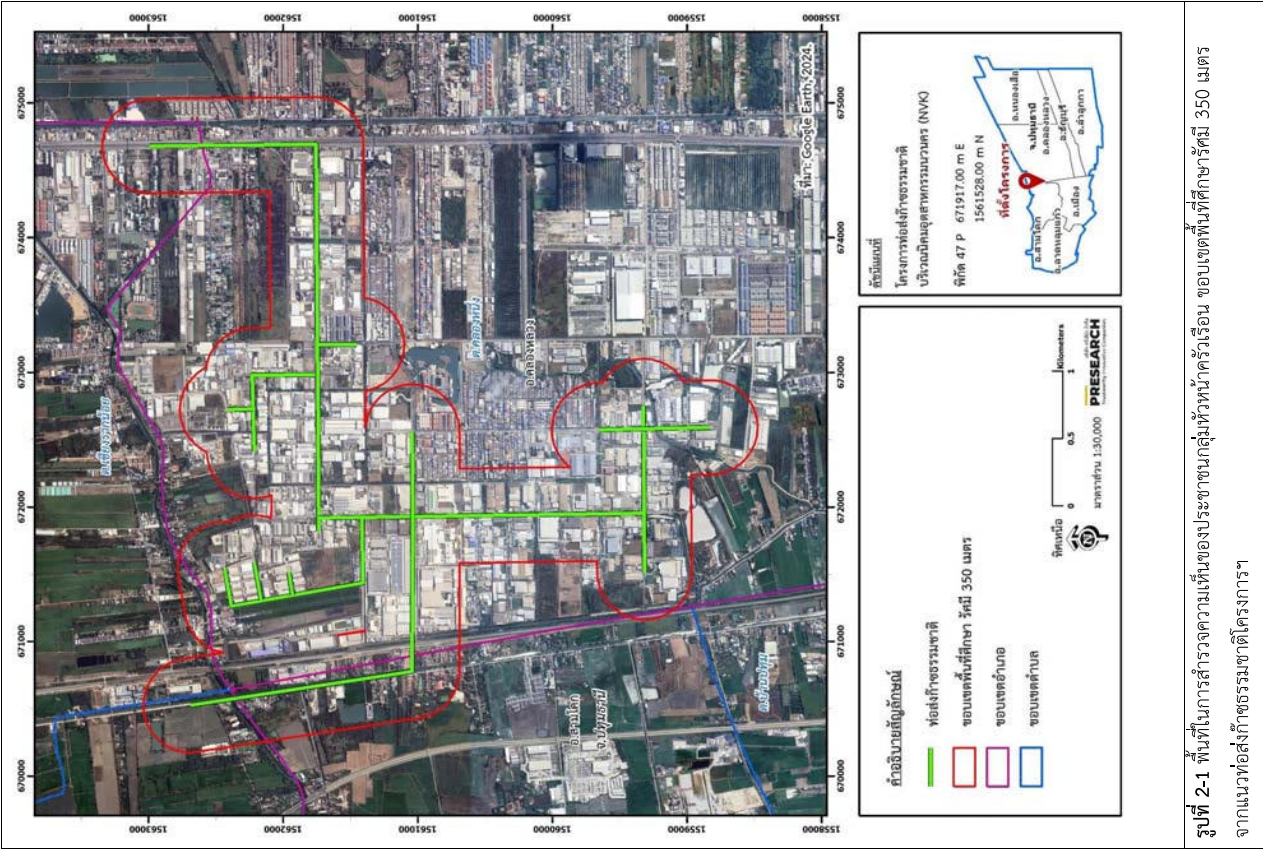 670000
671000
672000
673000
674000
675000
1563000
1562000
1561000
1560000
1559000
1558000
ต.เชียงรากน้อย
ต.คลองหนึ่ง
อ.คลองหลวง
อ.สามโคก
จ.ปทุมธานี
ต.บ้านปทุม
ที่มา: Google Earth, 2024.
670000
671000
672000
673000
674000
675000
1563000
1562000
1561000
1560000
1559000
1558000
คำอธิบายสัญลักษณ์
ท่อส่งก๊าซธรรมชาติ
ขอบเขตพื้นที่ศึกษา รัศมี 350 เมตร
ขอบเขตอำเภอ
ขอบเขตตำบล
ทิศเหนือ
N
0 0.5 1
Kilometers
มาตราส่วน 1:30,000
PRESEARCH
ดัชนีแผนที่
โครงการท่อส่งก๊าซธรรมชาติ
บริเวณนิคมอุตสาหกรรมนวนคร (NVK)
พิกัด 47 P 671917.00 m E
1561528.00 m N
ที่ตั้งโครงการ
อ.หนองเสือ
จ.ปทุมธานี
อ.คลองหลวง
อ.ธัญบุรี
อ.ลำลูกกา
อ.สามโคก
อ.ลาดหลุมแก้ว
อ.เมือง
รูปที่ 2-1 พื้นที่ในการสำรวจความเห็นของประชาชนกลุ่มหัวหน้าครัวเรือน ขอบเขตพื้นที่ศึกษารัศมี 350 เมตร
จากแนวท่อส่งก๊าซธรรมชาติโครงการฯ